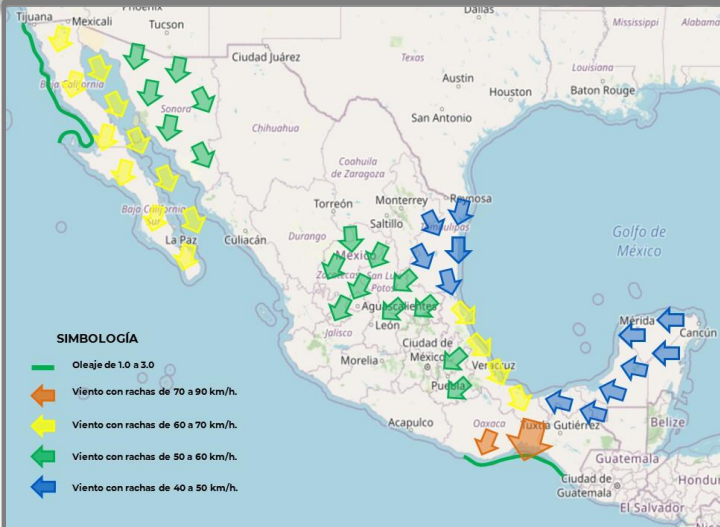 Phoenix
Dallas
Tijuana
Mexicali
Tucson
Mississippi
Alabama
Ciudad Juárez
Texas
Louisiana
Baja California
Austin
Houston
Baton Rouge
Sonora
San Antonio
Chihuahua
Coahuila
de Zaragoza
Torreón
Monterrey
Reynosa
Baja California
Sur
Saltillo
Tamaulipas
La Paz
Culiacán
Durango
Golfo de
México
México
Zacatecas
San Luis
Potosí
Aguascalientes
León
Jalisco
Mérida
Cancún
Ciudad de
México
Morelia
Veracruz
Puebla
Acapulco
Oaxaca
Tuxtla Gutiérrez
Belize
Guatemala
Ciudad de
Guatemala
Hondur
El Salvador
SIMBOLOGÍA
Oleaje de 1.0 a 3.0
Viento con rachas de 70 a 90 km/h.
Viento con rachas de 60 a 70 km/h.
Viento con rachas de 50 a 60 km/h.
Viento con rachas de 40 a 50 km/h.